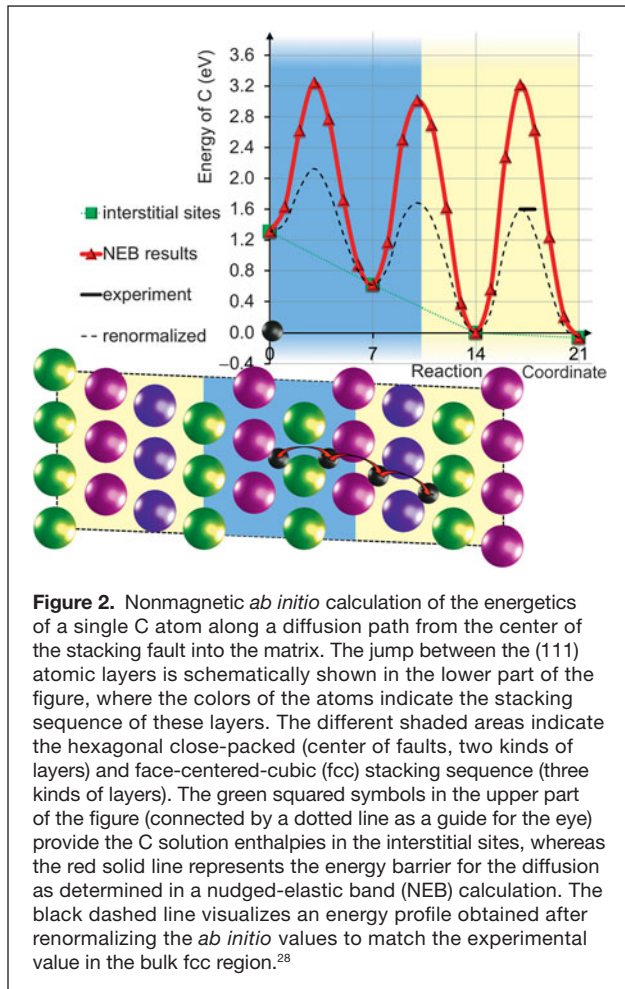 3.6
3.2
2.8
2.4
2.0
1.6
1.2
0.8
0.4
0.0
–0.4
Energy of C (eV)
interstitial sites
NEB results
experiment
renormalized
0 7 14 21
Reaction Coordinate
Figure 2. Nonmagnetic ab initio calculation of the energetics
of a single C atom along a diffusion path from the center of
the stacking fault into the matrix. The jump between the (111)
atomic layers is schematically shown in the lower part of the
figure, where the colors of the atoms indicate the stacking
sequence of these layers. The different shaded areas indicate
the hexagonal close-packed (center of faults, two kinds of
layers) and face-centered-cubic (fcc) stacking sequence (three
kinds of layers). The green squared symbols in the upper part
of the figure (connected by a dotted line as a guide for the eye)
provide the C solution enthalpies in the interstitial sites, whereas
the red solid line represents the energy barrier for the diffusion
as determined in a nudged-elastic band (NEB) calculation. The
black dashed line visualizes an energy profile obtained after
renormalizing the ab initio values to match the experimental
value in the bulk fcc region.28